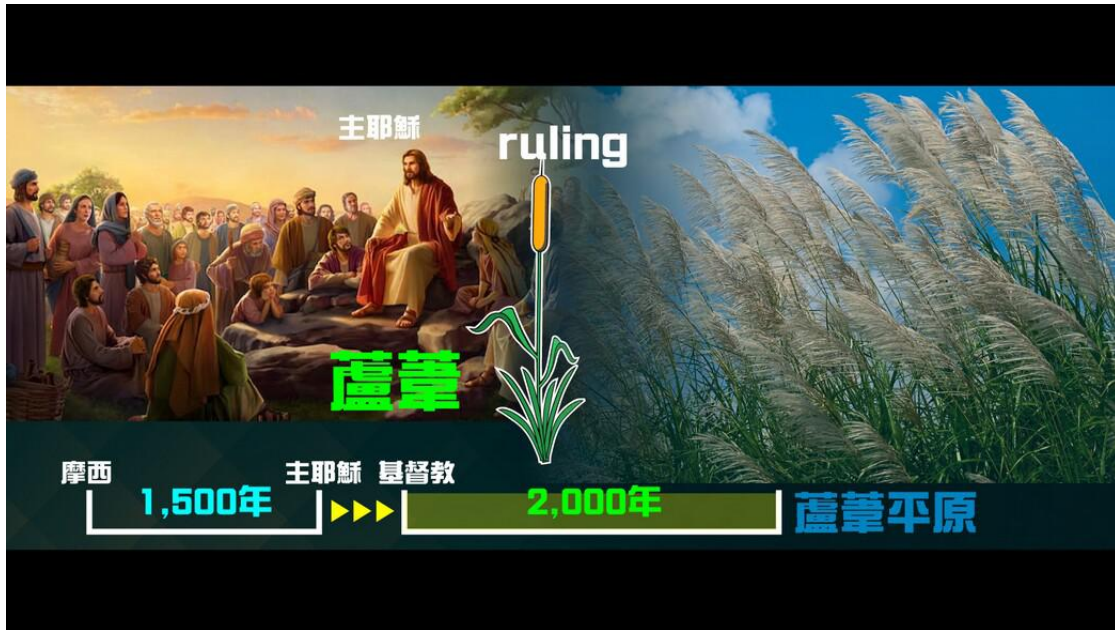 主耶穌
ruling
蘆葦
摩西
主耶穌
基督教
1,500年
2,000年
蘆葦平原